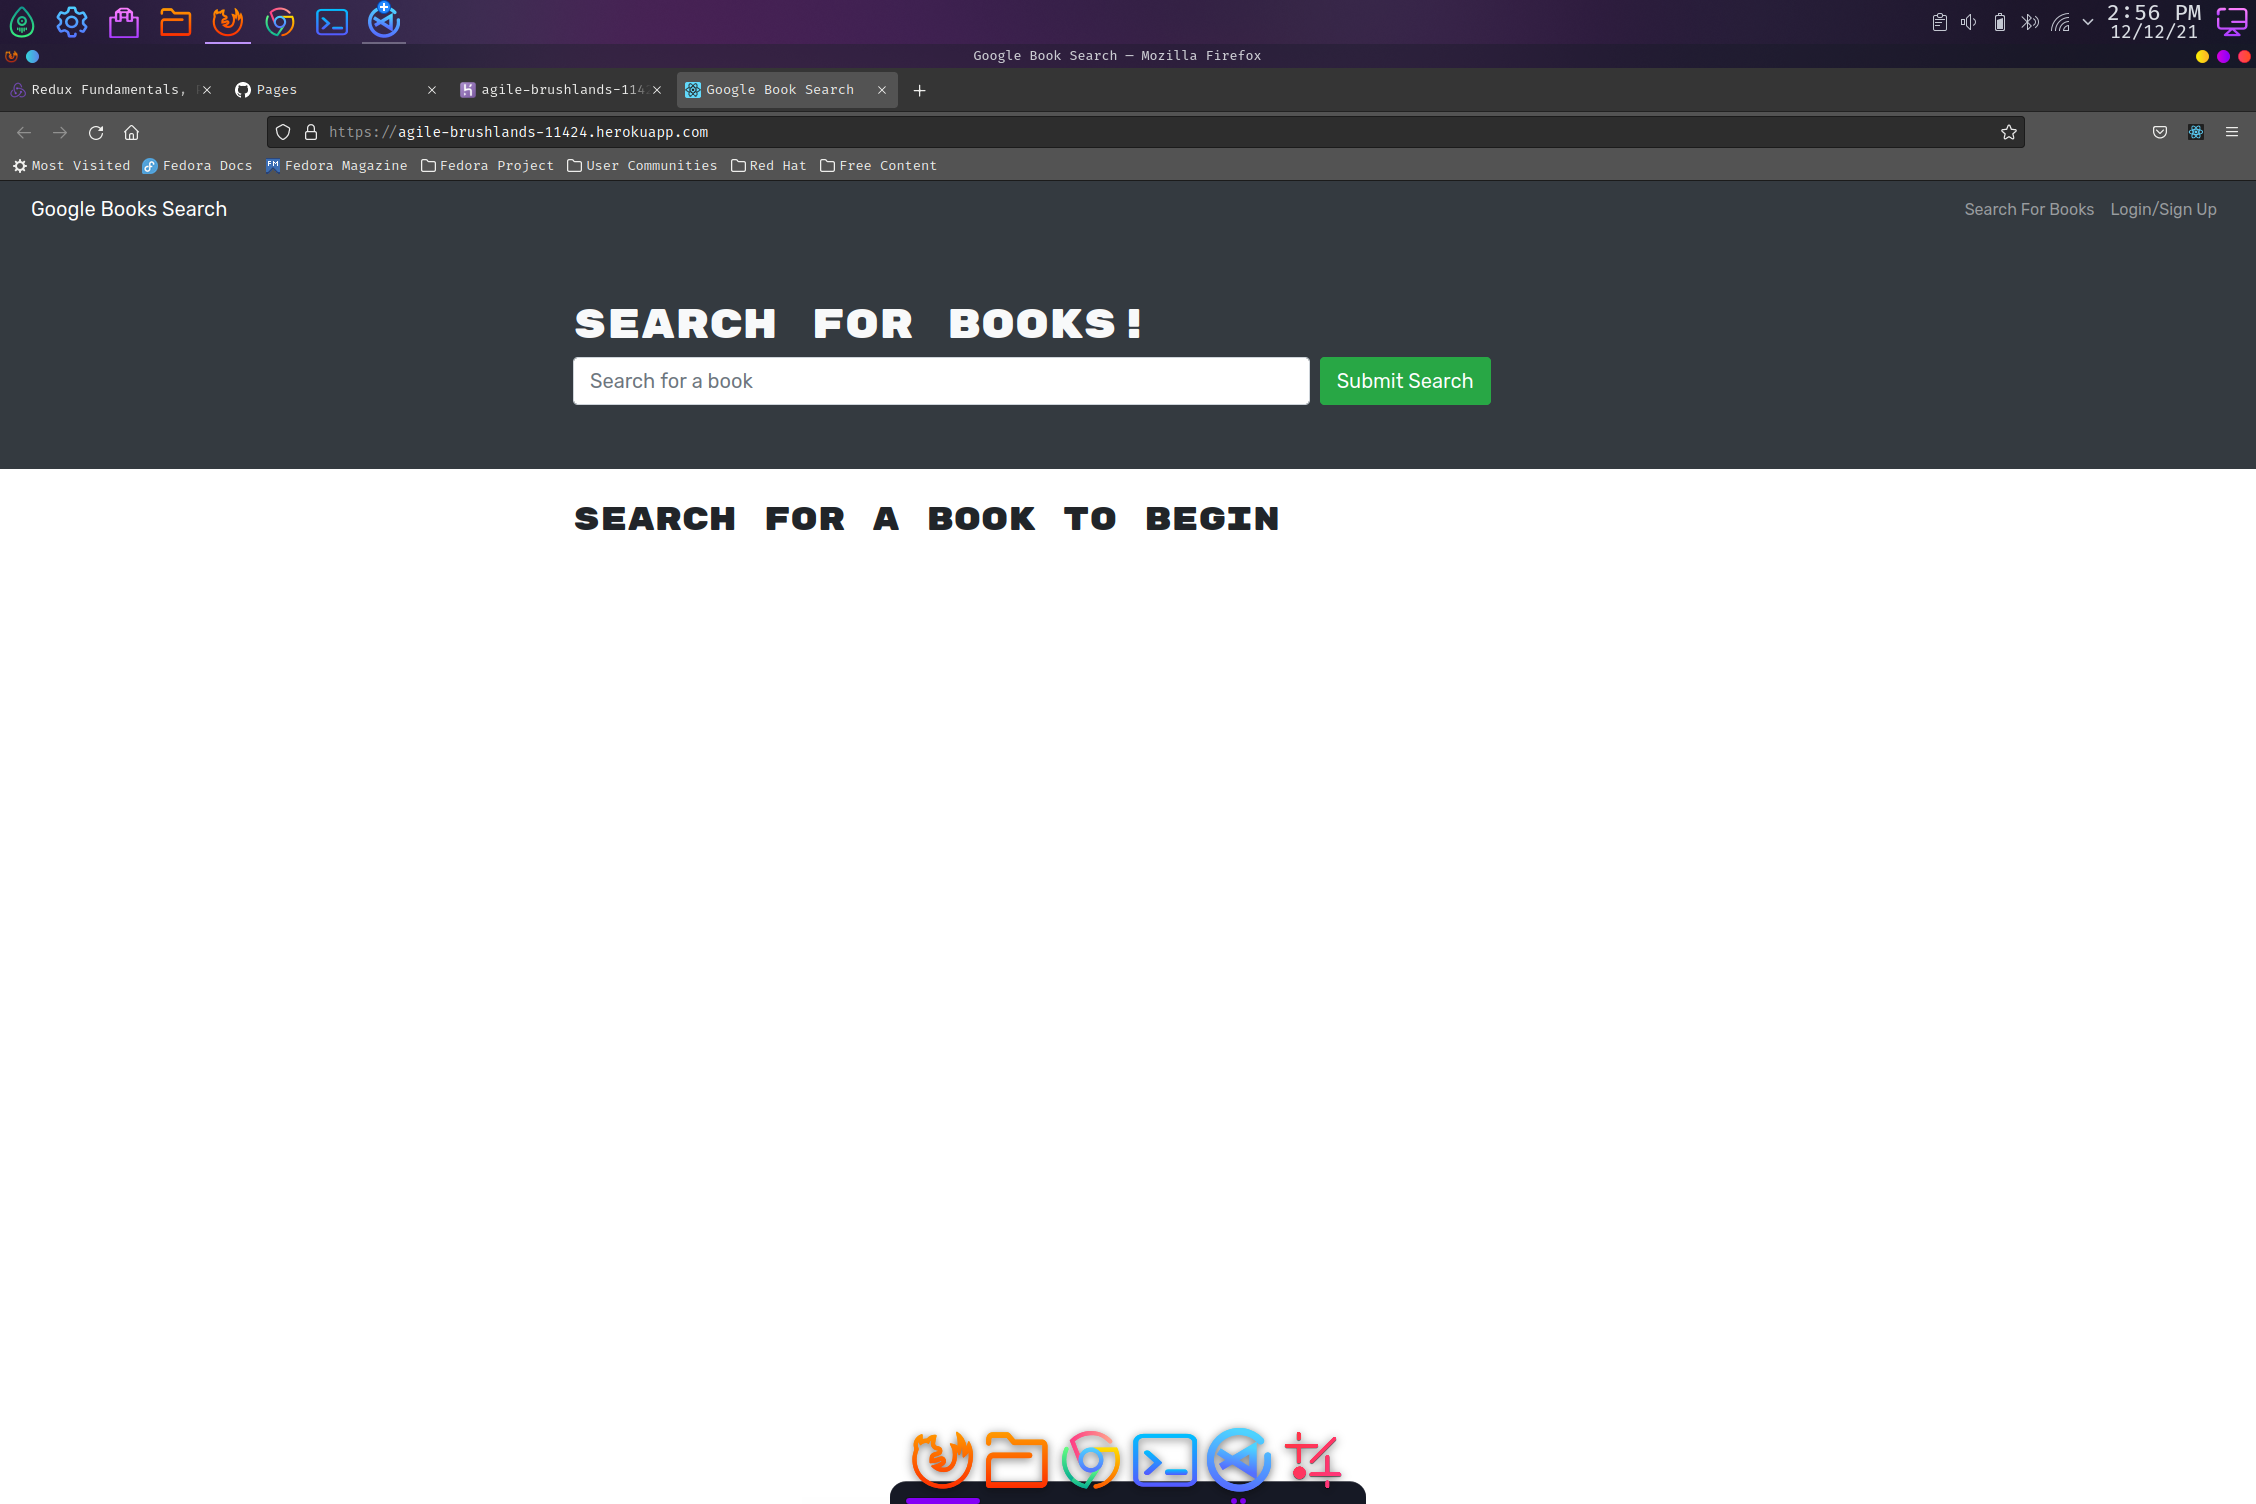 2:56 PM
12/12/21
Google Book Search — Mozilla Firefox
Redux Fundamentals,
Pages
agile-brushlands-114
Google Book Search
https://agile-brushlands-11424.herokuapp.com
Most Visited
Fedora Docs
FM
Fedora Magazine
Fedora Project
User Communities
Red Hat
Free Content
Google Books Search
Search For Books
Login/Sign Up
SEARCH FOR BOOKS!
Search for a book
Submit Search
SEARCH FOR A BOOK TO BEGIN